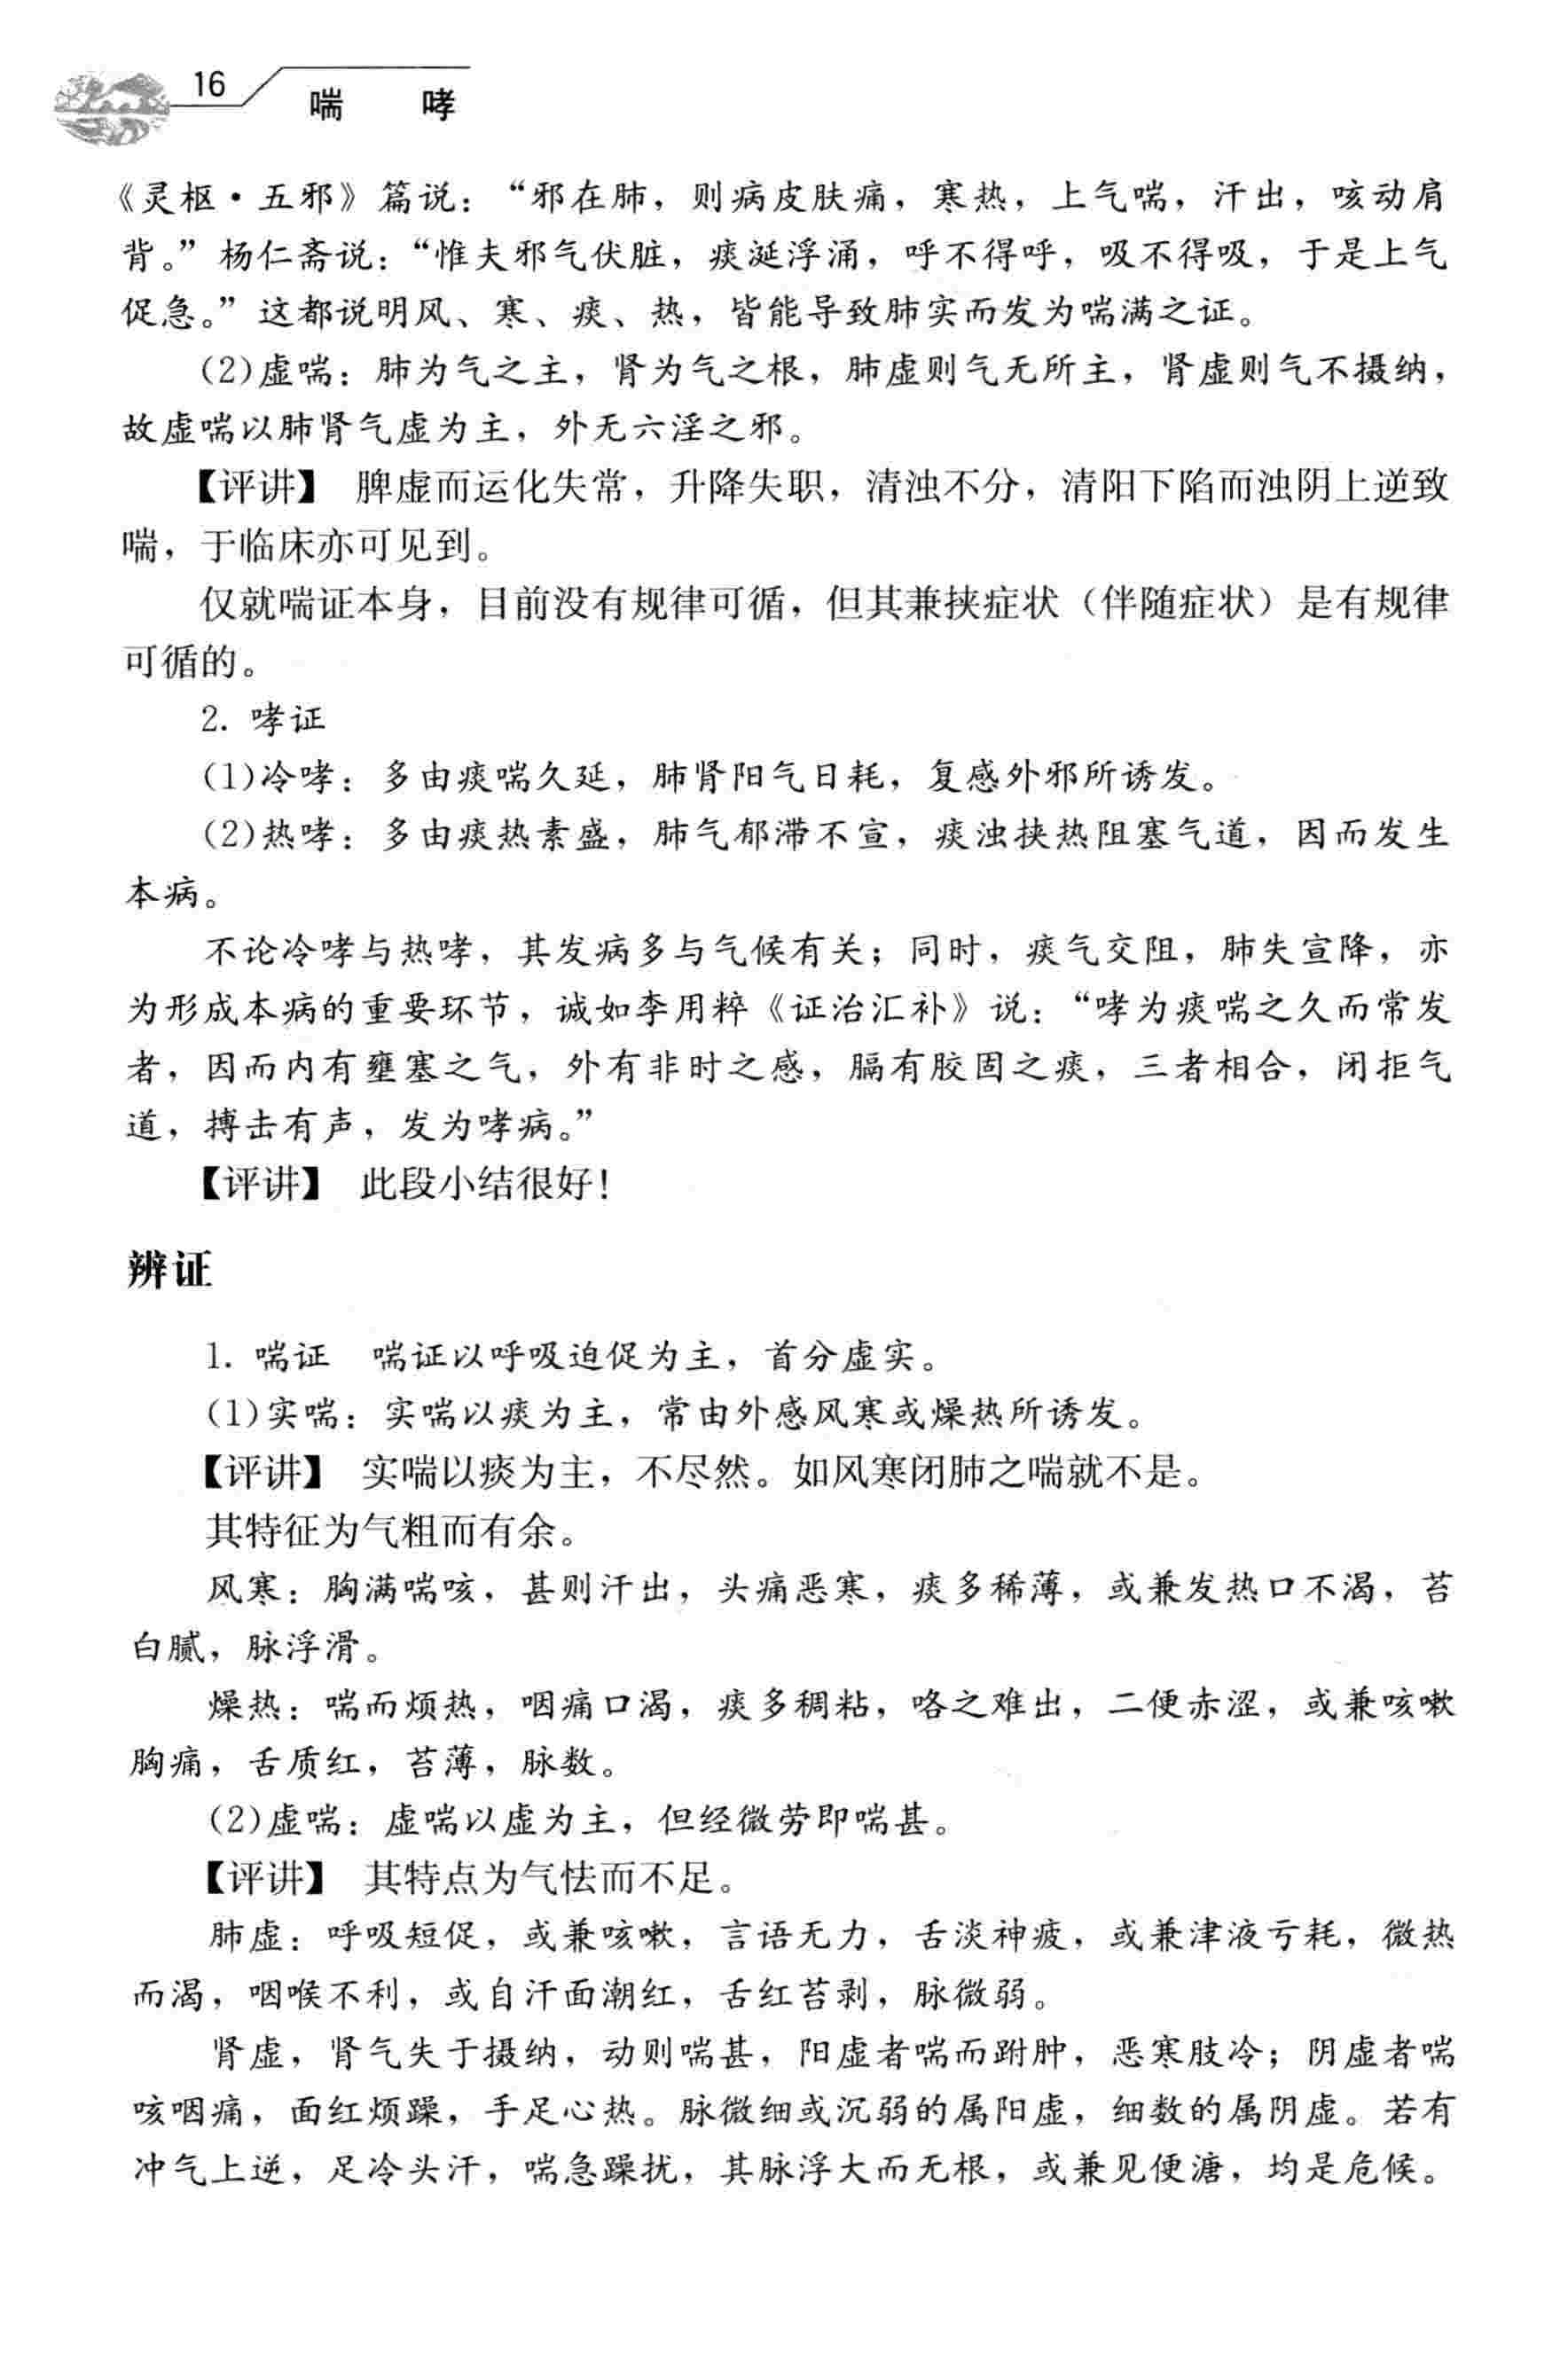 16
喘 哮
《灵枢·五邪》篇说：“邪在肺，则病皮肤痛，寒热，上气喘，汗出，咳动肩
背。”杨仁斋说：“惟夫邪气伏脏，痰涎浮涌，呼不得呼，吸不得吸，于是上气
促急。”这都说明风、寒、痰、热，皆能导致肺实而发为喘满之证。
(2)虚喘：肺为气之主，肾为气之根，肺虚则气无所主，肾虚则气不摄纳，
故虚喘以肺肾气虚为主，外无六淫之邪。
【评讲】 脾虚而运化失常，升降失职，清浊不分，清阳下陷而浊阴上逆致
喘，于临床亦可见到。
仅就喘证本身，目前没有规律可循，但其兼挟症状（伴随症状）是有规律
可循的。
2. 哮证
(1)冷哮：多由痰喘久延，肺肾阳气日耗，复感外邪所诱发。
(2)热哮：多由痰热素盛，肺气郁滞不宣，痰浊挟热阻塞气道，因而发生
本病。
不论冷哮与热哮，其发病多与气候有关；同时，痰气交阻，肺失宣降，亦
为形成本病的重要环节，诚如李用粹《证治汇补》说：“哮为痰喘之久而常发
者，因而内有壅塞之气，外有非时之感，膈有胶固之痰，三者相合，闭拒气
道，搏击有声，发为哮病。”
【评讲】 此段小结很好！
辨证
1. 喘证 喘证以呼吸迫促为主，首分虚实。
(1)实喘：实喘以痰为主，常由外感风寒或燥热所诱发。
【评讲】 实喘以痰为主，不尽然。如风寒闭肺之喘就不是。
其特征为气粗而有余。
风寒：胸满喘咳，甚则汗出，头痛恶寒，痰多稀薄，或兼发热口不渴，苔
白腻，脉浮滑。
燥热：喘而烦热，咽痛口渴，痰多稠粘，咯之难出，二便赤涩，或兼咳嗽
胸痛，舌质红，苔薄，脉数。
(2)虚喘：虚喘以虚为主，但经微劳即喘甚。
【评讲】 其特点为气怯而不足。
肺虚：呼吸短促，或兼咳嗽，言语无力，舌淡神疲，或兼津液亏耗，微热
而渴，咽喉不利，或自汗面潮红，舌红苔剥，脉微弱。
肾虚，肾气失于摄纳，动则喘甚，阳虚者喘而跗肿，恶寒肢冷；阴虚者喘
咳咽痛，面红烦躁，手足心热。脉微细或沉弱的属阳虚，细数的属阴虚。若有
冲气上逆，足冷头汗，喘急躁扰，其脉浮大而无根，或兼见便溏，均是危候。